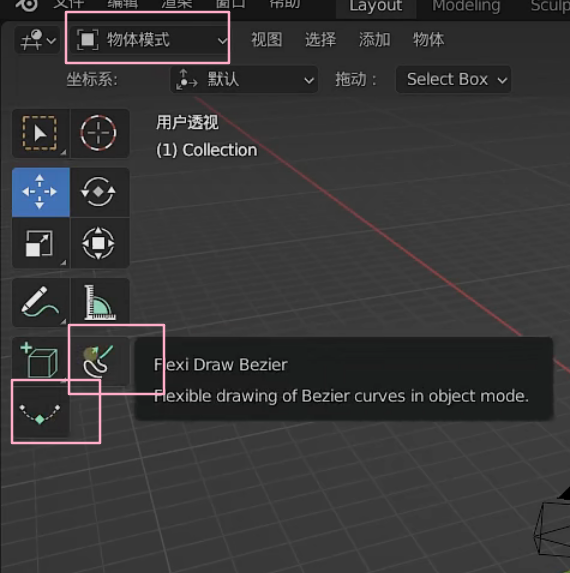 文件 编辑 渲染 窗口 帮助 Layout Modeling Sculp
物体模式 视图 选择 添加 物体
坐标系: 默认 拖动: Select Box
用户透视
(1) Collection
Flexi Draw Bezier
Flexible drawing of Bezier curves in object mode.